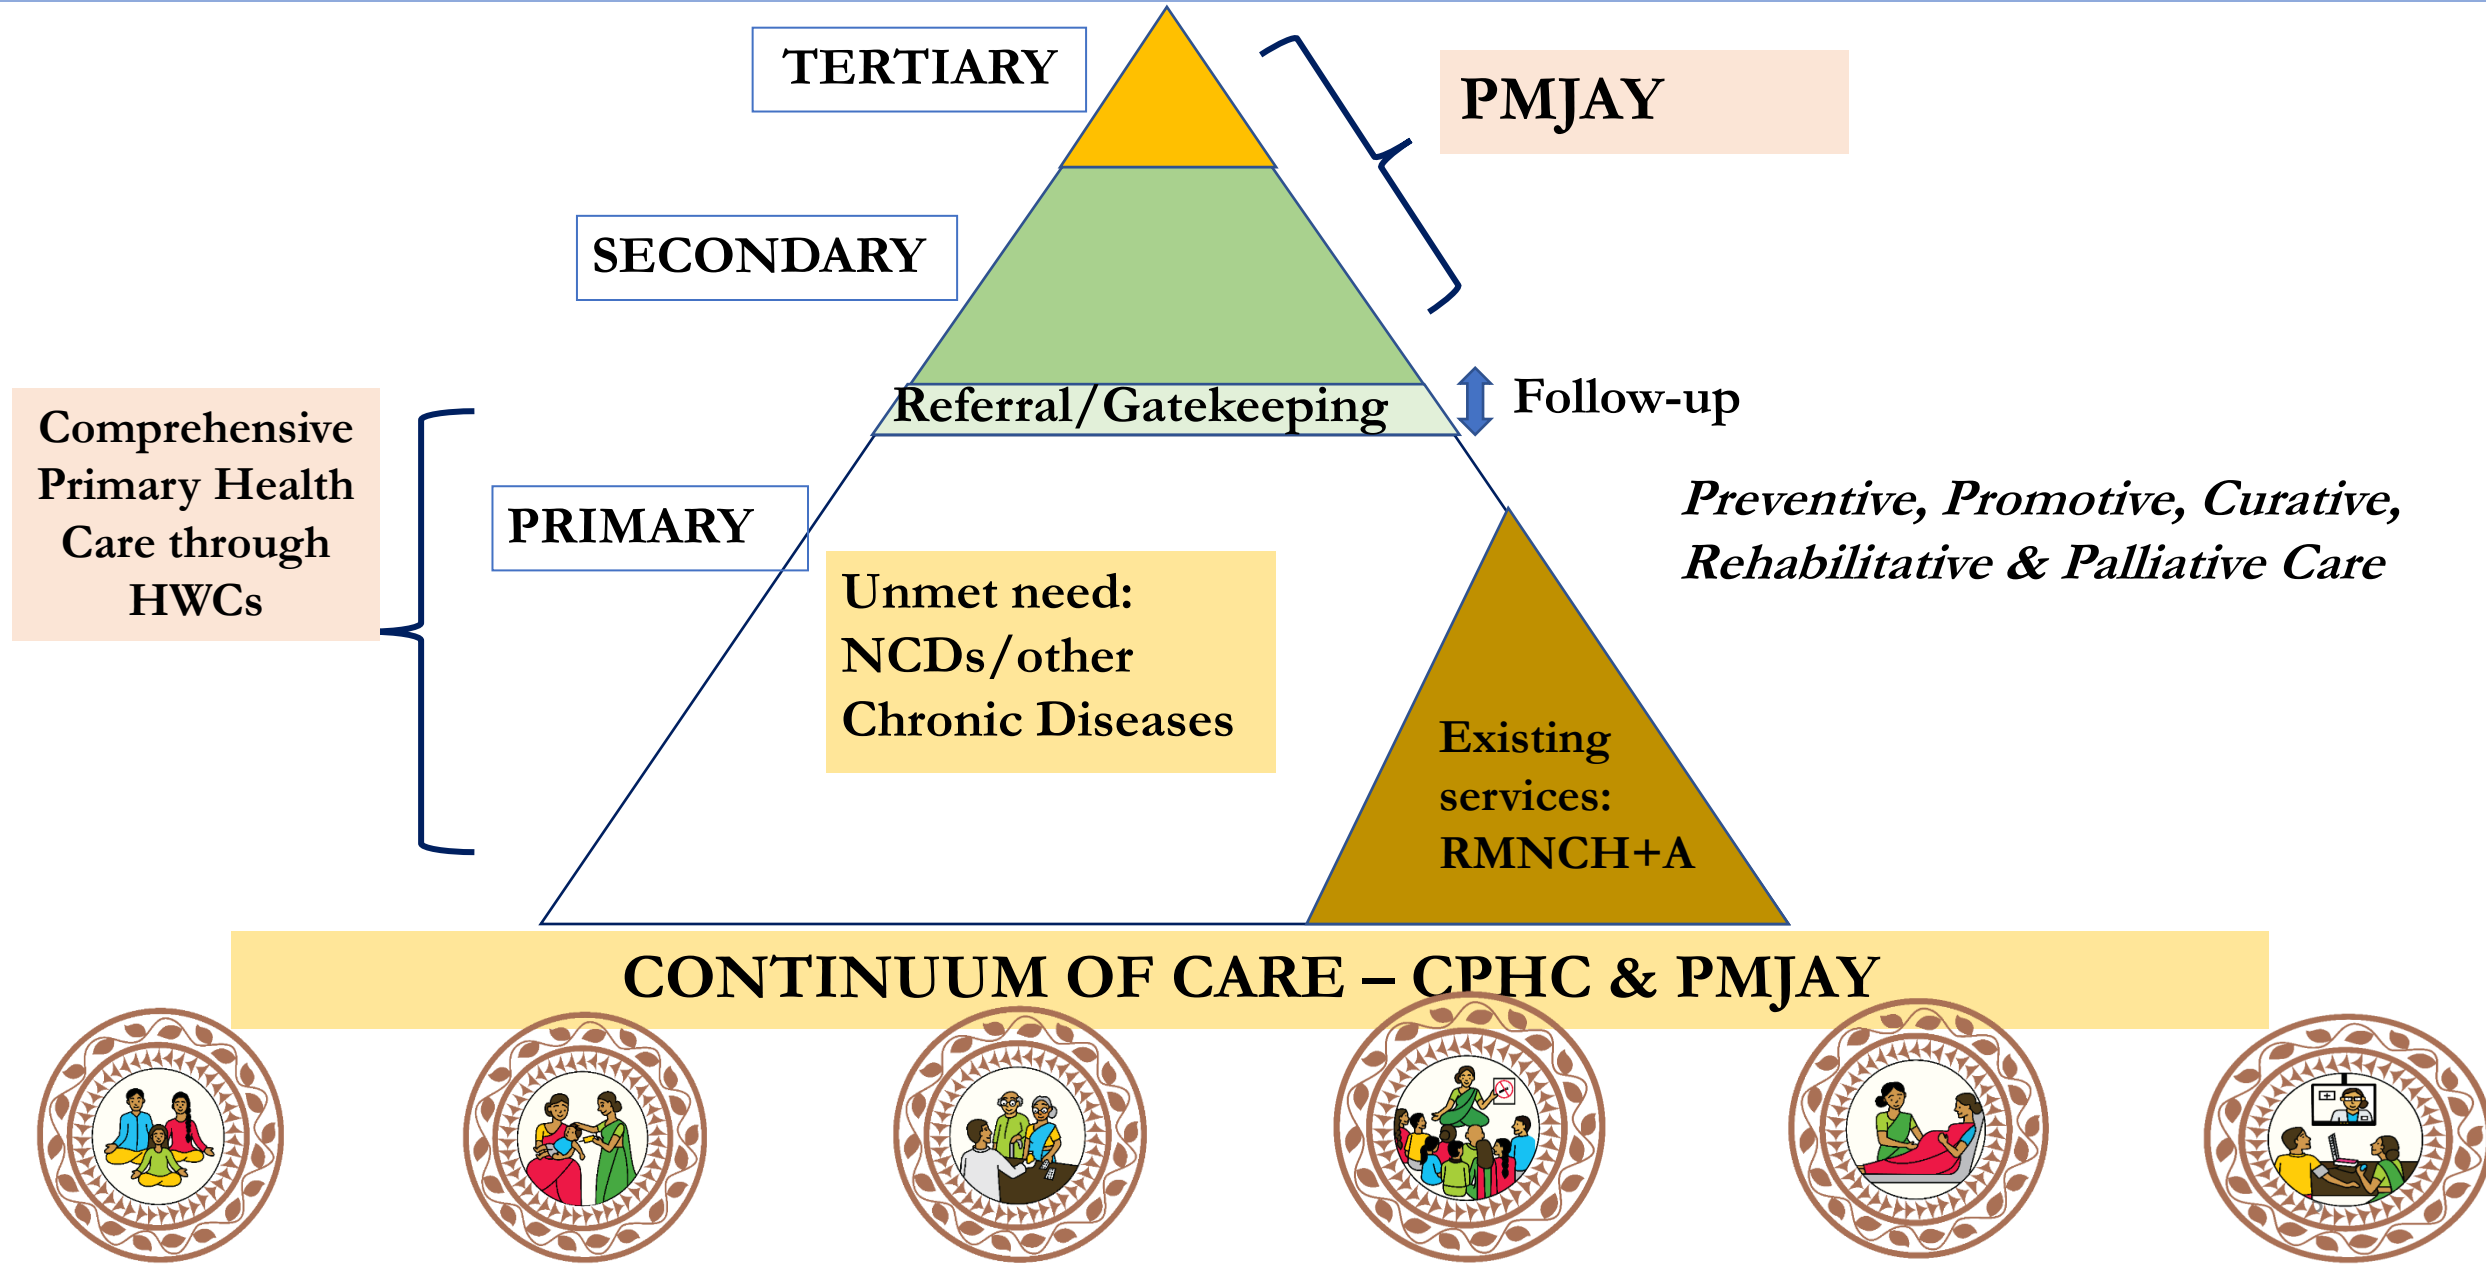 TERTIARY
PMJAY
SECONDARY
Referral/Gatekeeping
Follow-up
Comprehensive
Primary Health
Care through
HWCs
PRIMARY
Preventive, Promotive, Curative,
Rehabilitative & Palliative Care
Unmet need:
NCDs/other
Chronic Diseases
Existing
services:
RMNCH+A
CONTINUUM OF CARE – CPHC & PMJAY